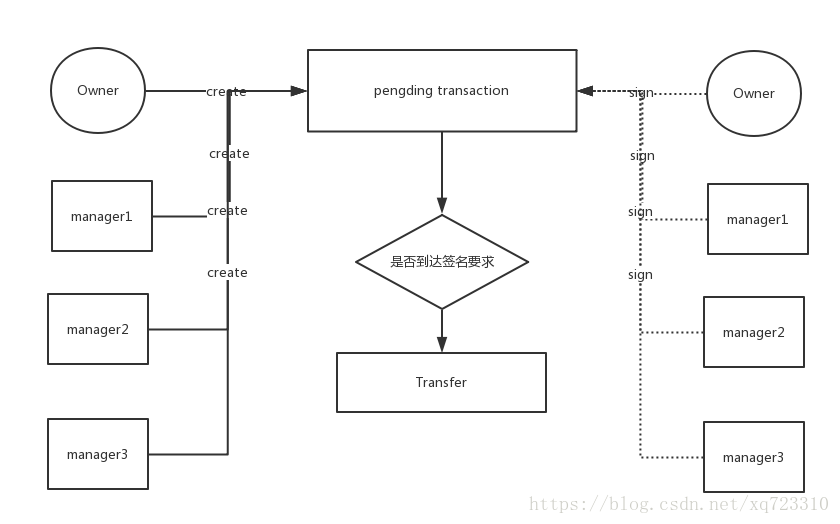 Owner
create
pengding transaction
sign
Owner
create
sign
manager1
create
sign
manager1
是否到达签名要求
create
sign
manager2
manager2
Transfer
manager3
manager3
https://blog.csdn.net/xq723310